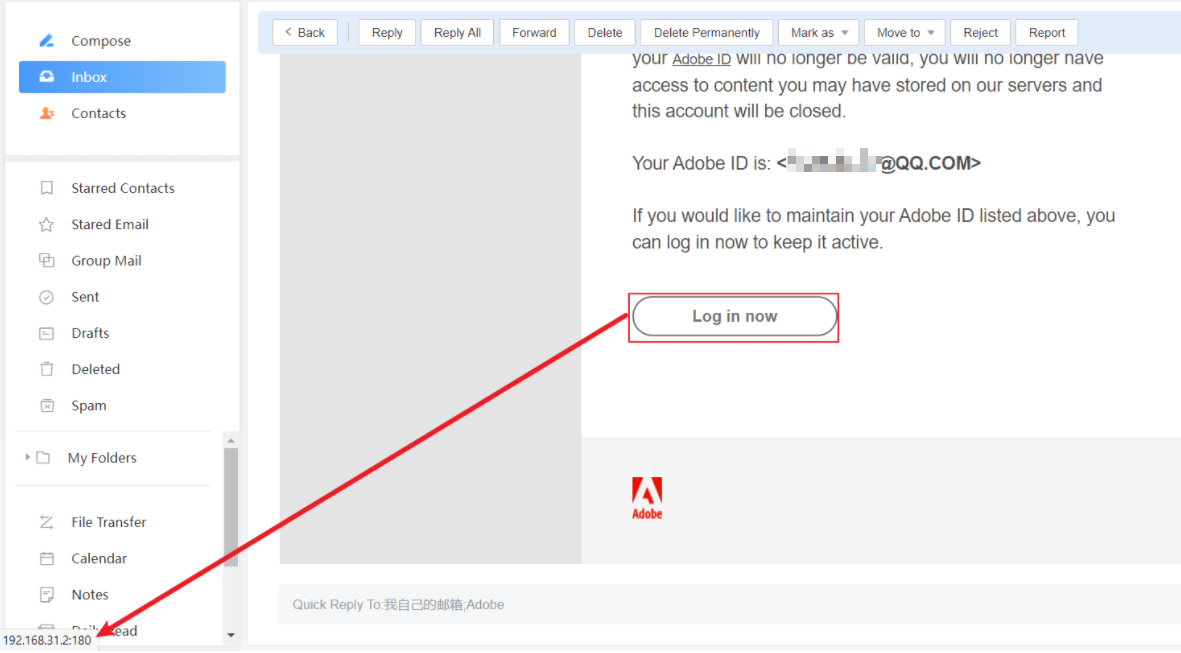 Compose
Inbox
Contacts
Starred Contacts
Stared Email
Group Mail
Sent
Drafts
Deleted
Spam
My Folders
File Transfer
Calendar
Notes
192.168.31.2:180
Back Reply Reply All Forward Delete Delete Permanently Mark as Move to Reject Report
your Adobe ID will no longer be valid, you will no longer have
access to content you may have stored on our servers and
this account will be closed.
Your Adobe ID is: < @QQ.COM>
If you would like to maintain your Adobe ID listed above, you
can log in now to keep it active.
Log in now
Adobe
Quick Reply To:我自己的邮箱;Adobe